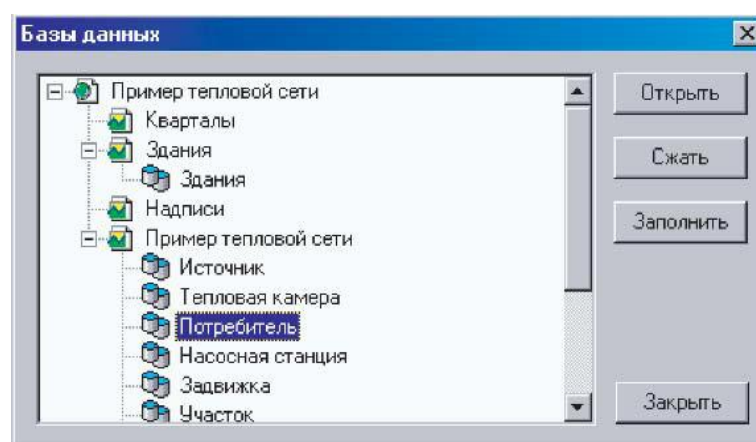 Базы данных
Пример тепловой сети
Кварталы
Здания
Здания
Надписи
Пример тепловой сети
Источник
Тепловая камера
Потребитель
Насосная станция
Задвижка
Участок
Открыть
Сжать
Заполнить
Закрыть